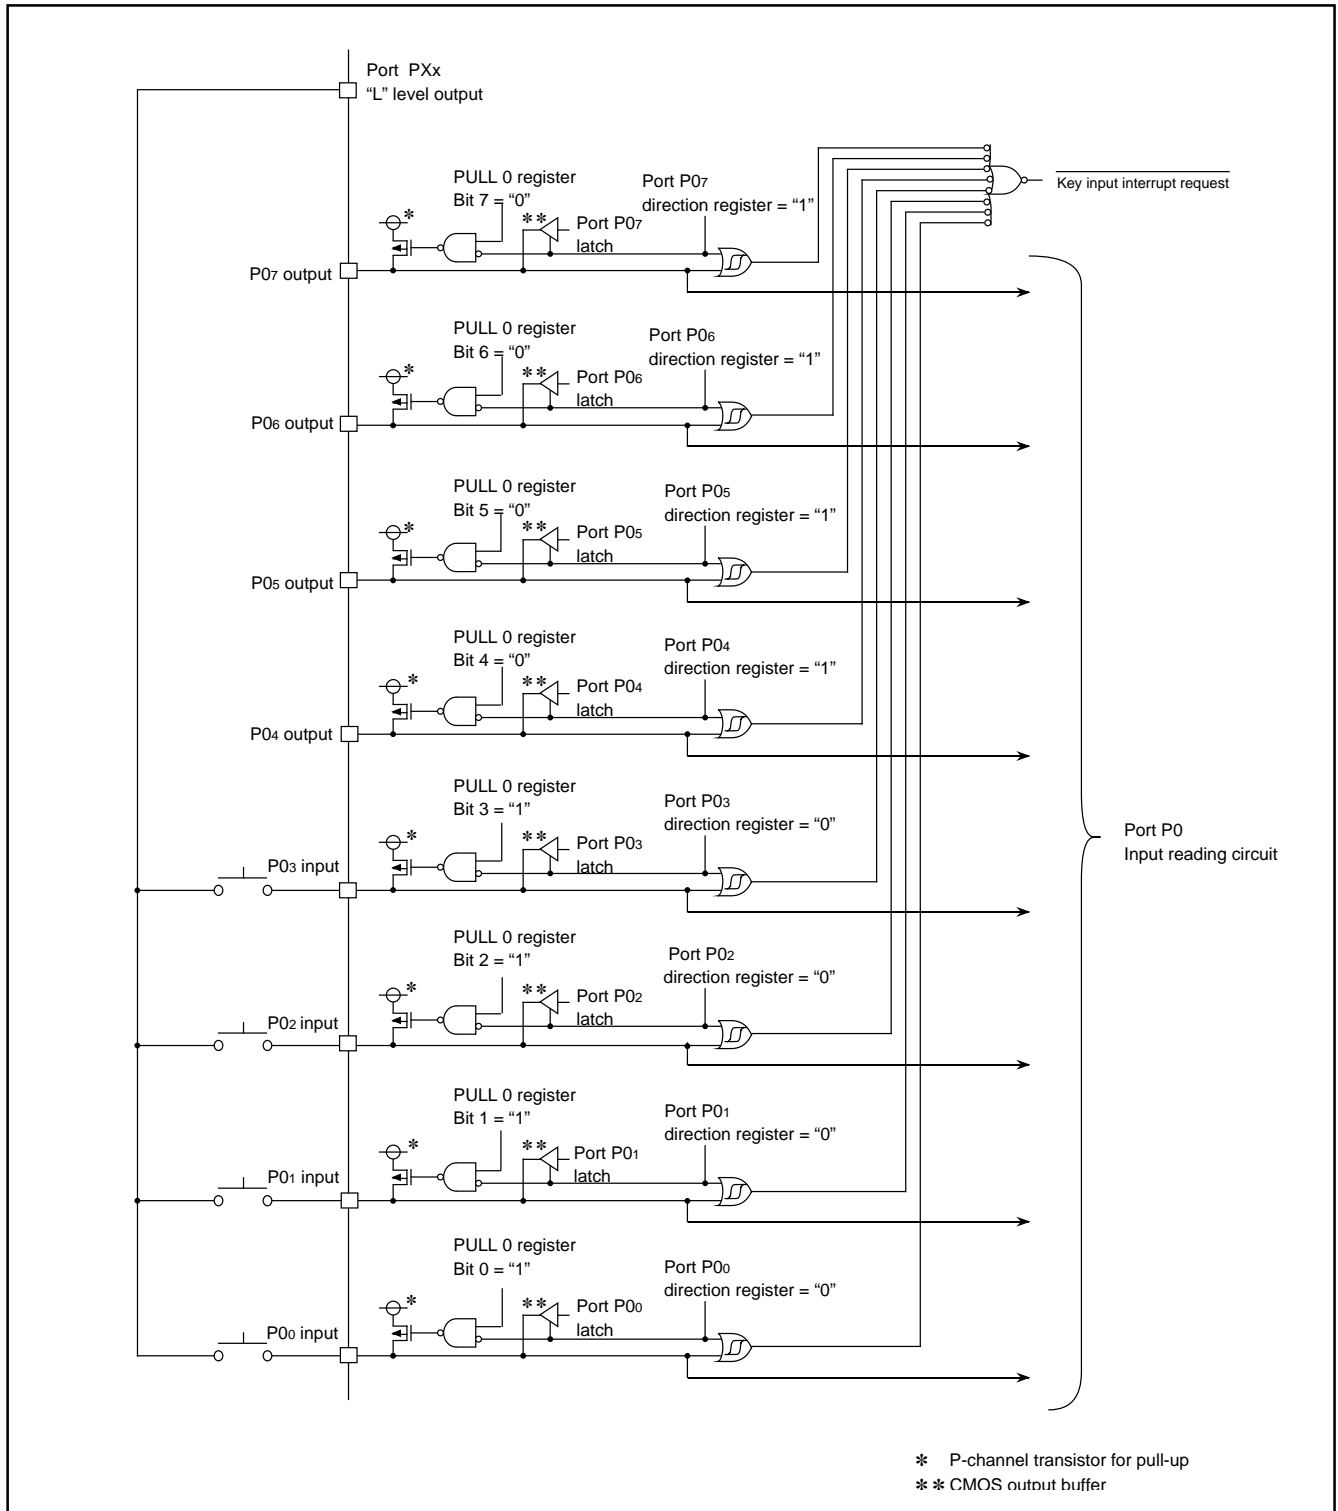 Port PXx
“L” level output
PULL 0 register
Bit 7 = “0”
Port P07
direction register = “1”
Key input interrupt request
*
**
Port P07
latch
P07 output
PULL 0 register
Bit 6 = “0”
Port P06
direction register = “1”
*
**
Port P06
latch
P06 output
PULL 0 register
Bit 5 = “0”
Port P05
direction register = “1”
*
**
Port P05
latch
P05 output
PULL 0 register
Bit 4 = “0”
Port P04
direction register = “1”
*
**
Port P04
latch
P04 output
PULL 0 register
Bit 3 = “1”
Port P03
direction register = “0”
*
**
Port P03
latch
P03 input
Port P0
Input reading circuit
PULL 0 register
Bit 2 = “1”
Port P02
direction register = “0”
*
**
Port P02
latch
P02 input
PULL 0 register
Bit 1 = “1”
Port P01
direction register = “0”
*
**
Port P01
latch
P01 input
PULL 0 register
Bit 0 = “1”
Port P00
direction register = “0”
*
**
Port P00
latch
P00 input
* P-channel transistor for pull-up
** CMOS output buffer